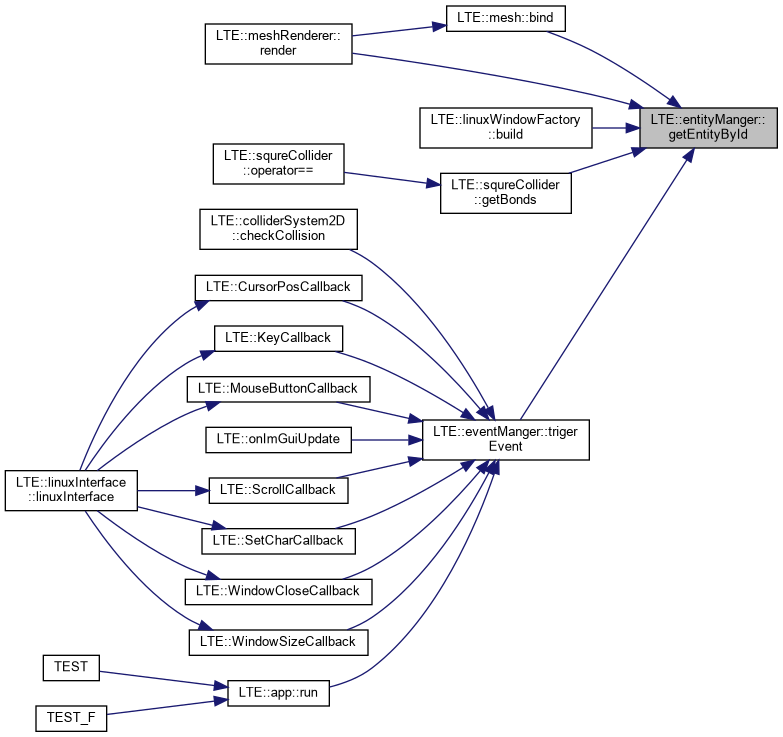 LTE::mesh::bind
LTE::meshRenderer::
render
LTE::entityManger::
getEntityById
LTE::linuxWindowFactory
::build
LTE::squreCollider
::operator==
LTE::squreCollider
::getBonds
LTE::colliderSystem2D
::checkCollision
LTE::CursorPosCallback
LTE::KeyCallback
LTE::MouseButtonCallback
LTE::eventManger::triger
Event
LTE::onImGuiUpdate
LTE::linuxInterface
::linuxInterface
LTE::ScrollCallback
LTE::SetCharCallback
LTE::WindowCloseCallback
LTE::WindowSizeCallback
TEST
LTE::app::run
TEST_F